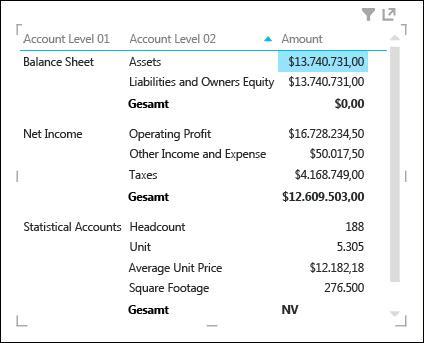 Account Level 01 Account Level 02 Amount
Balance Sheet Assets $13.740.731,00
Liabilities and Owners Equity $13.740.731,00
Gesamt $0,00
Net Income Operating Profit $16.728.234,50
Other Income and Expense $50.017,50
Taxes $4.168.749,00
Gesamt $12.609.503,00
Statistical Accounts Headcount 188
Unit 5.305
Average Unit Price $12.182,18
Square Footage 276.500
Gesamt NV